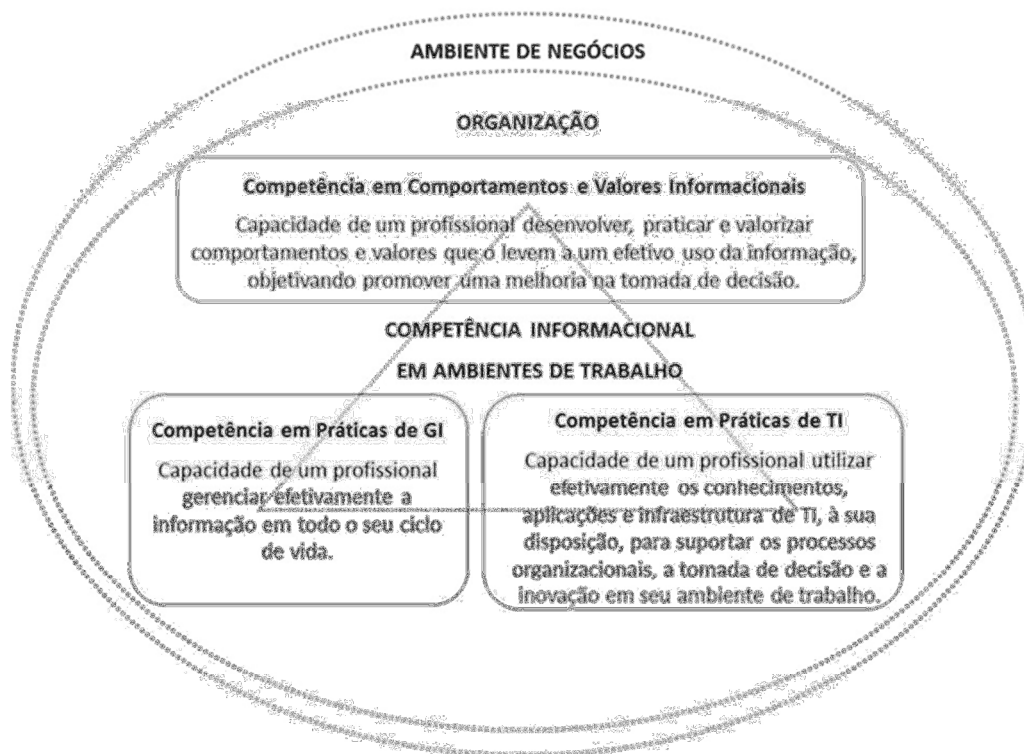 AMBIENTE DE NEGÓCIOS
ORGANIZAÇÃO
Competência em Comportamentos e Valores Informacionais
Capacidade de um profissional desenvolver, praticar e valorizar
comportamentos e valores que o levem a um efetivo uso da informação,
objetivando promover uma melhoria na tomada de decisão.
COMPETÊNCIA INFORMACIONAL
EM AMBIENTES DE TRABALHO
Competência em Práticas de GI
Capacidade de um profissional
gerenciar efetivamente a
informação em todo o seu ciclo
de vida.
Competência em Práticas de TI
Capacidade de um profissional utilizar
efetivamente os conhecimentos,
aplicações e infraestrutura de TI, à sua
disposição, para suportar os processos
organizacionais, a tomada de decisão e a
inovação em seu ambiente de trabalho.